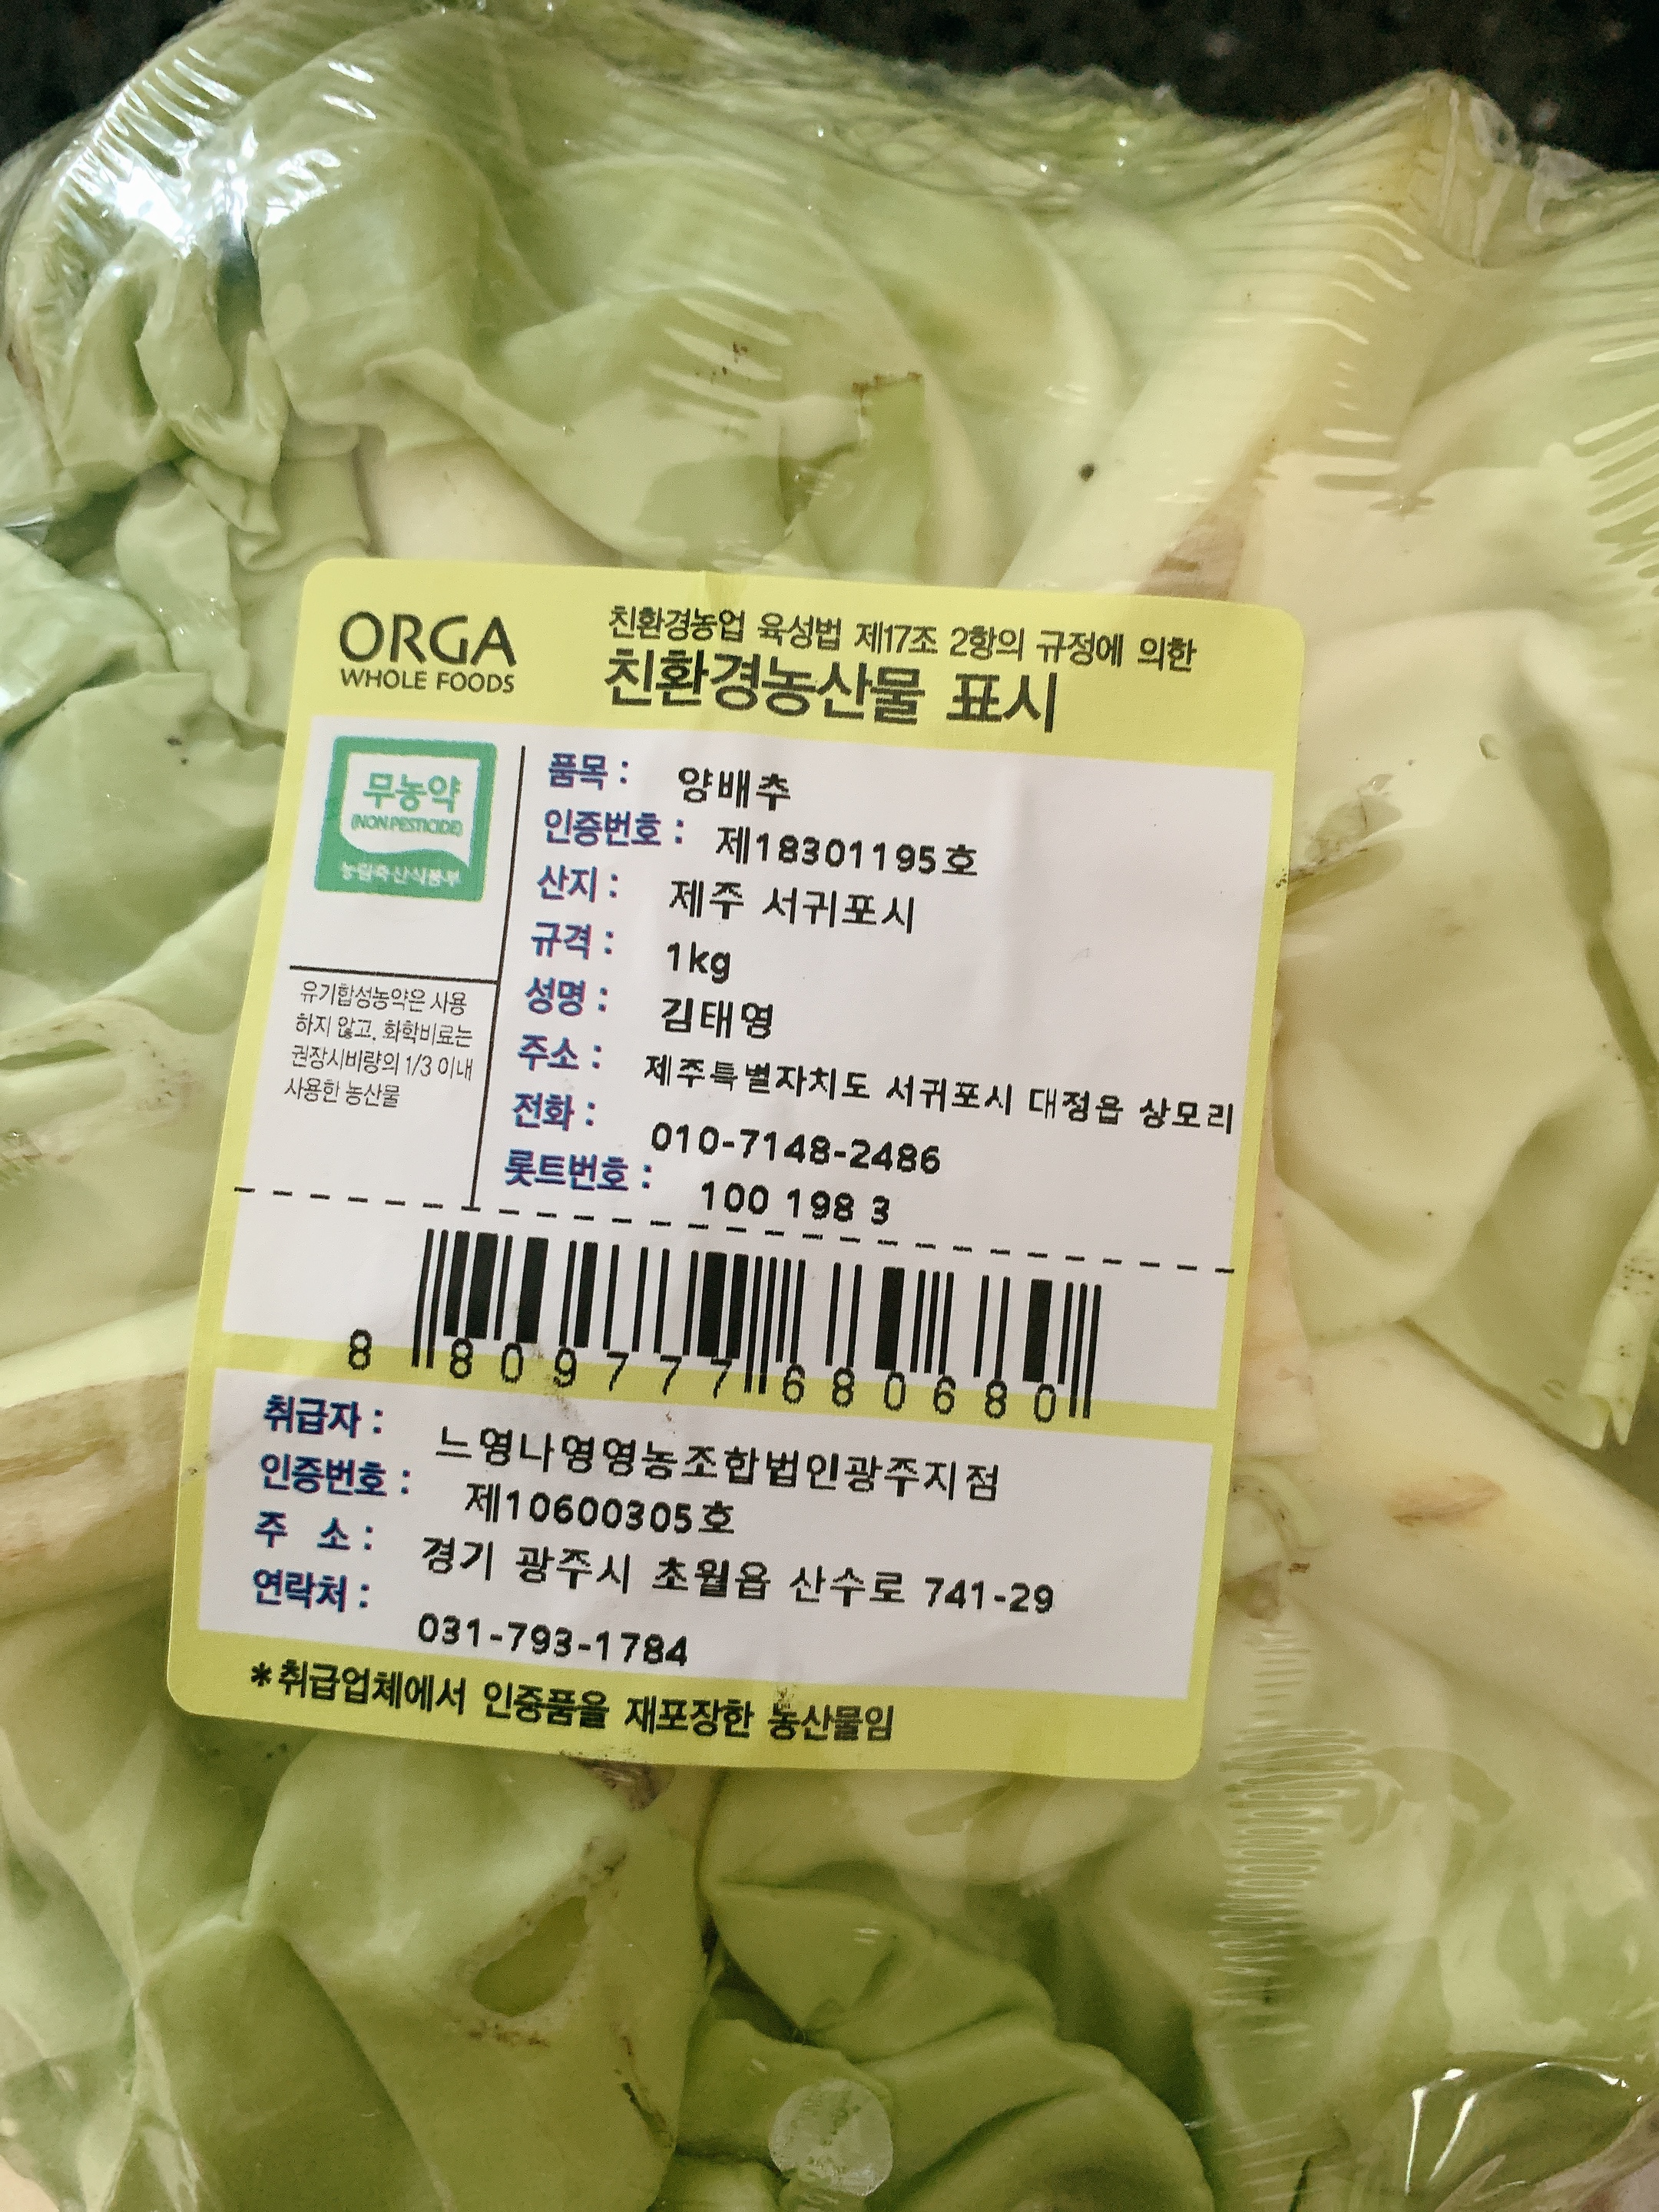 ORGA
WHOLE FOODS
친환경농업 육성법 제17조 2항의 규정에 의한
친환경농산물 표시
무농약
(NON PESTICIDE)
농림축산식품부
유기합성농약은 사용
하지 않고, 화학비료는
권장시비량의 1/3 이내
사용한 농산물
품목 : 양배추
인증번호 : 제18301195호
산지 : 제주 서귀포시
규격 : 1kg
성명 : 김태영
주소 : 제주특별자치도 서귀포시 대정읍 상모리
전화 : 010-7148-2486
롯트번호 : 100 198 3
8 809777 680680
취급자 : 느영나영영농조합법인광주지점
인증번호 : 제10600305호
주 소 : 경기 광주시 초월읍 산수로 741-29
연락처 : 031-793-1784
*취급업체에서 인증품을 재포장한 농산물임